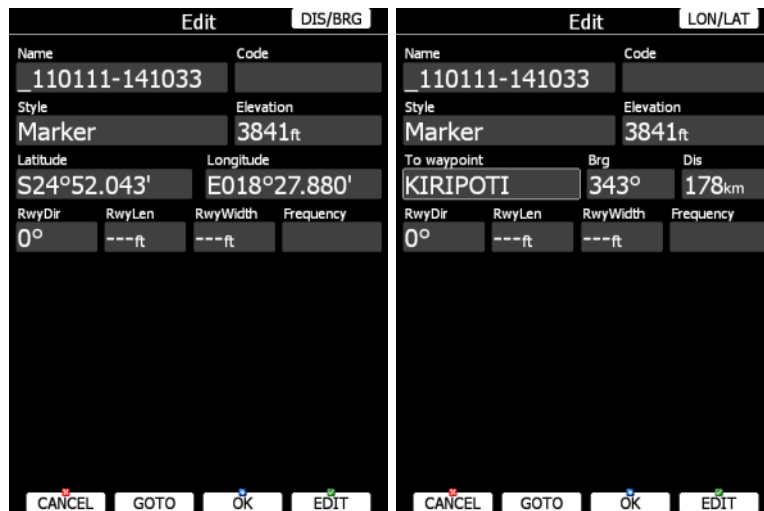 Edit DIS/BRG
Name Code
_110111-141033
Style Elevation
Marker 3841ft
Latitude Longitude
S24°52.043' E018°27.880'
RwyDir RwyLen RwyWidth Frequency
0° ---ft ---ft
CANCEL GOTO OK EDIT
Edit LON/LAT
Name Code
_110111-141033
Style Elevation
Marker 3841ft
To waypoint Brg Dis
KIRIPOTI 343° 178km
RwyDir RwyLen RwyWidth Frequency
0° ---ft ---ft
CANCEL GOTO OK EDIT